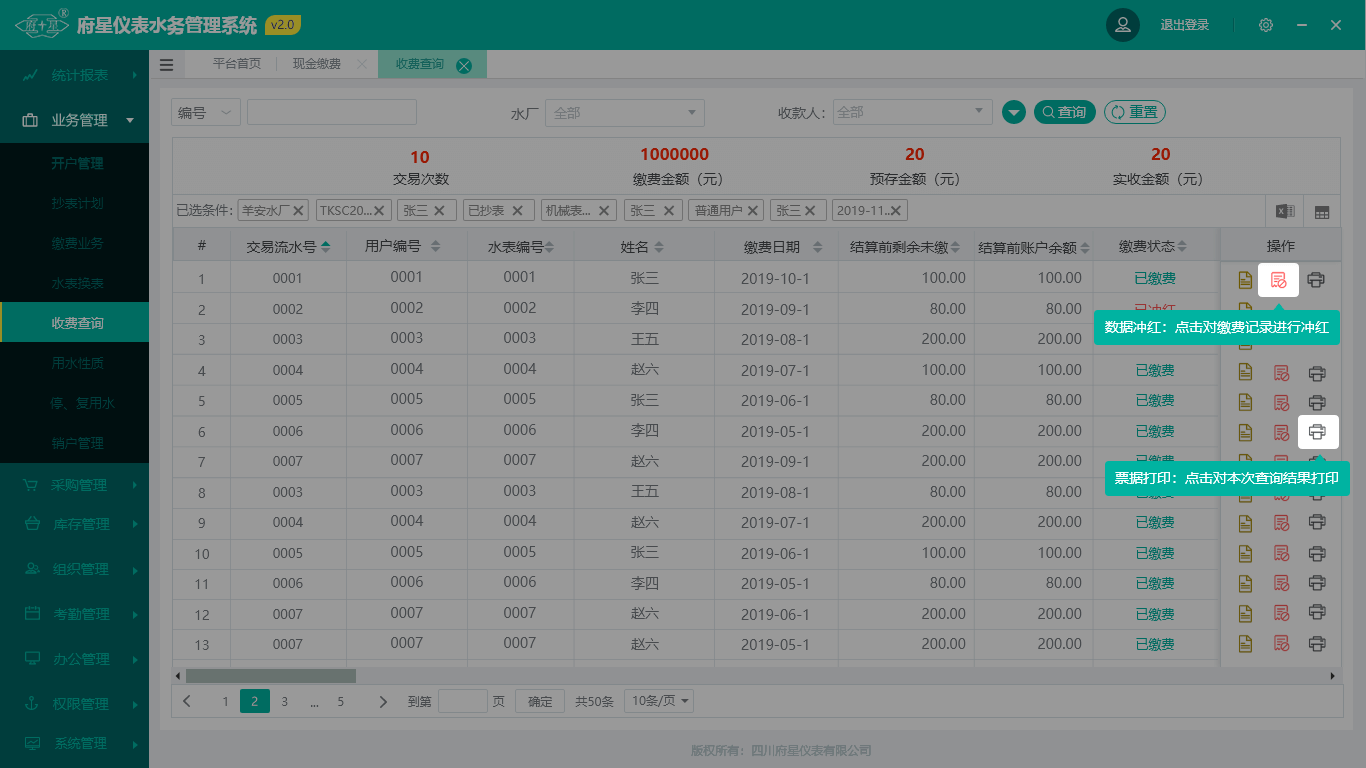 府星仪表水务管理系统 v2.0 退出登录
统计报表
业务管理
开户管理
抄表计划
缴费业务
水表换表
收费查询
用水性质
停、复用水
销户管理
采购管理
库存管理
组织管理
考勤管理
办公管理
权限管理
系统管理
平台首页 现金缴费 收费查询
编号 水厂 全部 收款人: 全部 查询 重置
10 1000000 20 20
交易次数 缴费金额（元） 预存金额（元） 实收金额（元）
已选条件: 羊安水厂 TKSC20... 张三 已抄表 机械表... 张三 普通用户 张三 2019-11..
# 交易流水号 用户编号 水表编号 姓名 缴费日期 结算前剩余未缴 结算前账户余额 缴费状态 操作
1 0001 0001 0001 张三 2019-10-1 100.00 100.00 已缴费
2 0002 0002 0002 李四 2019-09-1 80.00 80.00 已冲红
数据冲红：点击对缴费记录进行冲红
3 0003 0003 0003 王五 2019-08-1 200.00 200.00
4 0004 0004 0004 赵六 2019-07-1 100.00 100.00 已缴费
5 0005 0005 0005 张三 2019-06-1 80.00 80.00 已缴费
6 0006 0006 0006 李四 2019-05-1 200.00 200.00 已缴费
7 0007 0007 0007 赵六 2019-09-1 200.00 200.00 已缴费
票据打印：点击对本次查询结果打印
8 0003 0003 0003 王五 2019-08-1 80.00 80.00 已缴费
9 0004 0004 0004 赵六 2019-07-1 200.00 200.00 已缴费
10 0005 0005 0005 张三 2019-06-1 100.00 100.00 已缴费
11 0006 0006 0006 李四 2019-05-1 80.00 80.00 已缴费
12 0007 0007 0007 赵六 2019-06-1 200.00 200.00 已缴费
13 0007 0007 0007 赵六 2019-05-1 200.00 200.00 已缴费
1 2 3 ... 5 到第 页 确定 共50条 10条/页
版权所有：四川府星仪表有限公司